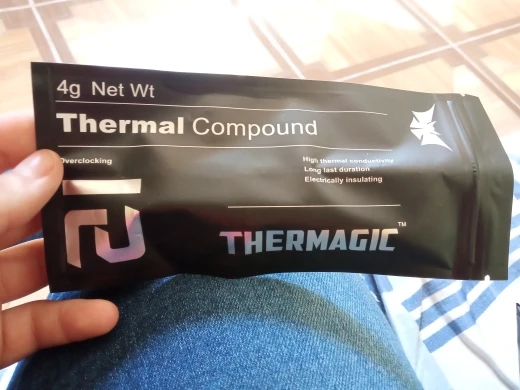 4g Net Wt
Thermal Compound
Overclocking
High thermal conductivity
Long last duration
Electrically insulating
THERMAGIC™